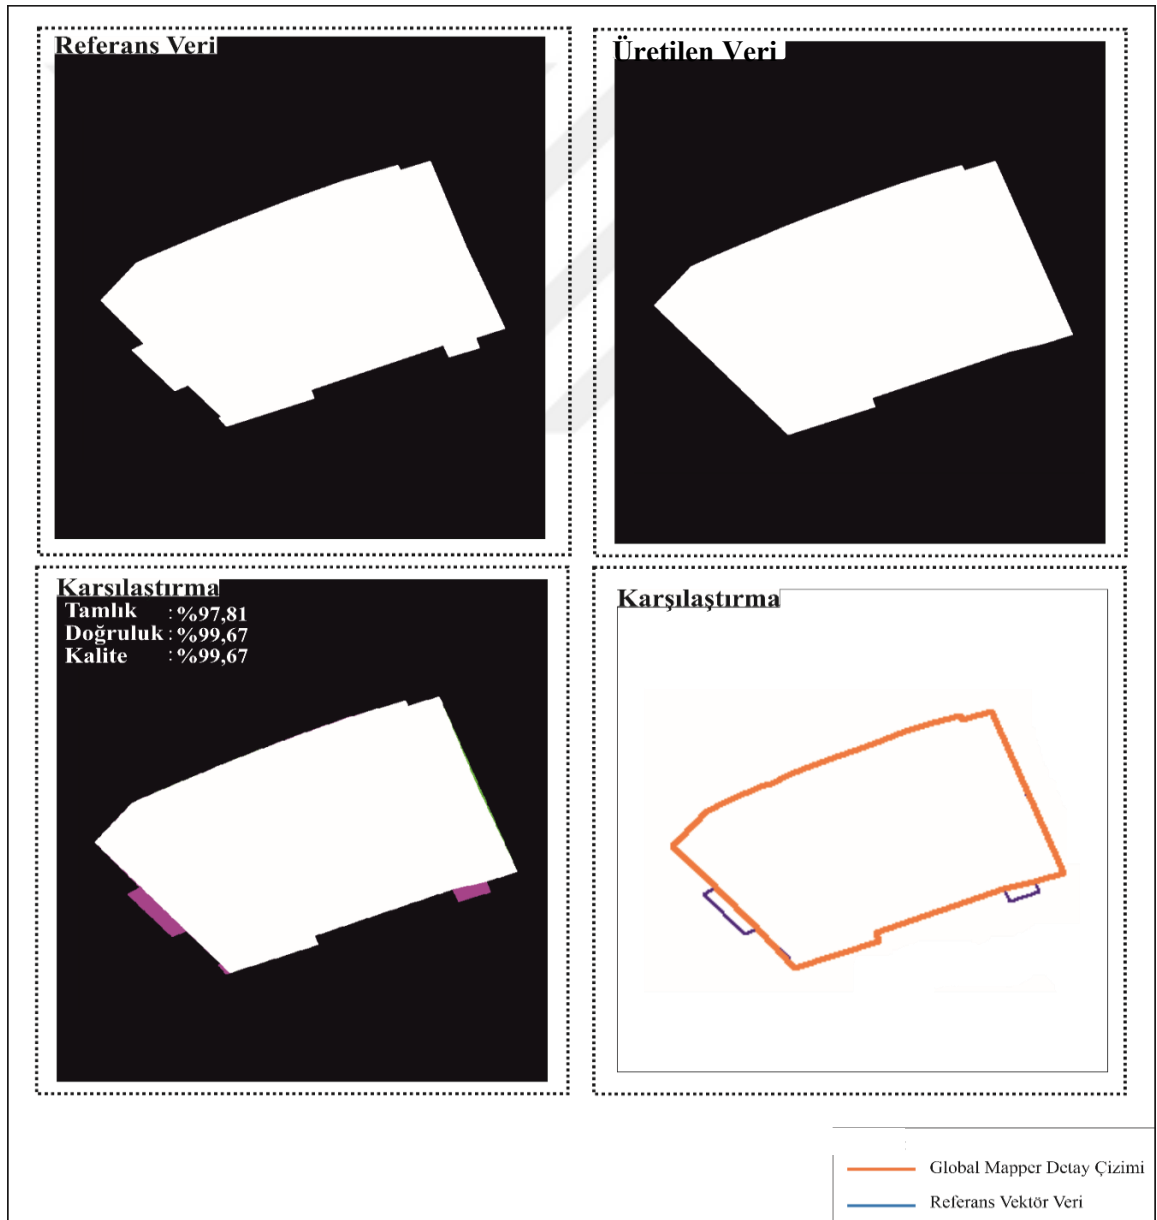 Referans Veri
Üretilen Veri
Karsılastırma
Tamlık :%97,81
Doğruluk :%99,67
Kalite :%99,67
Karşılaştırma
Global Mapper Detay Çizimi
Referans Vektör Veri